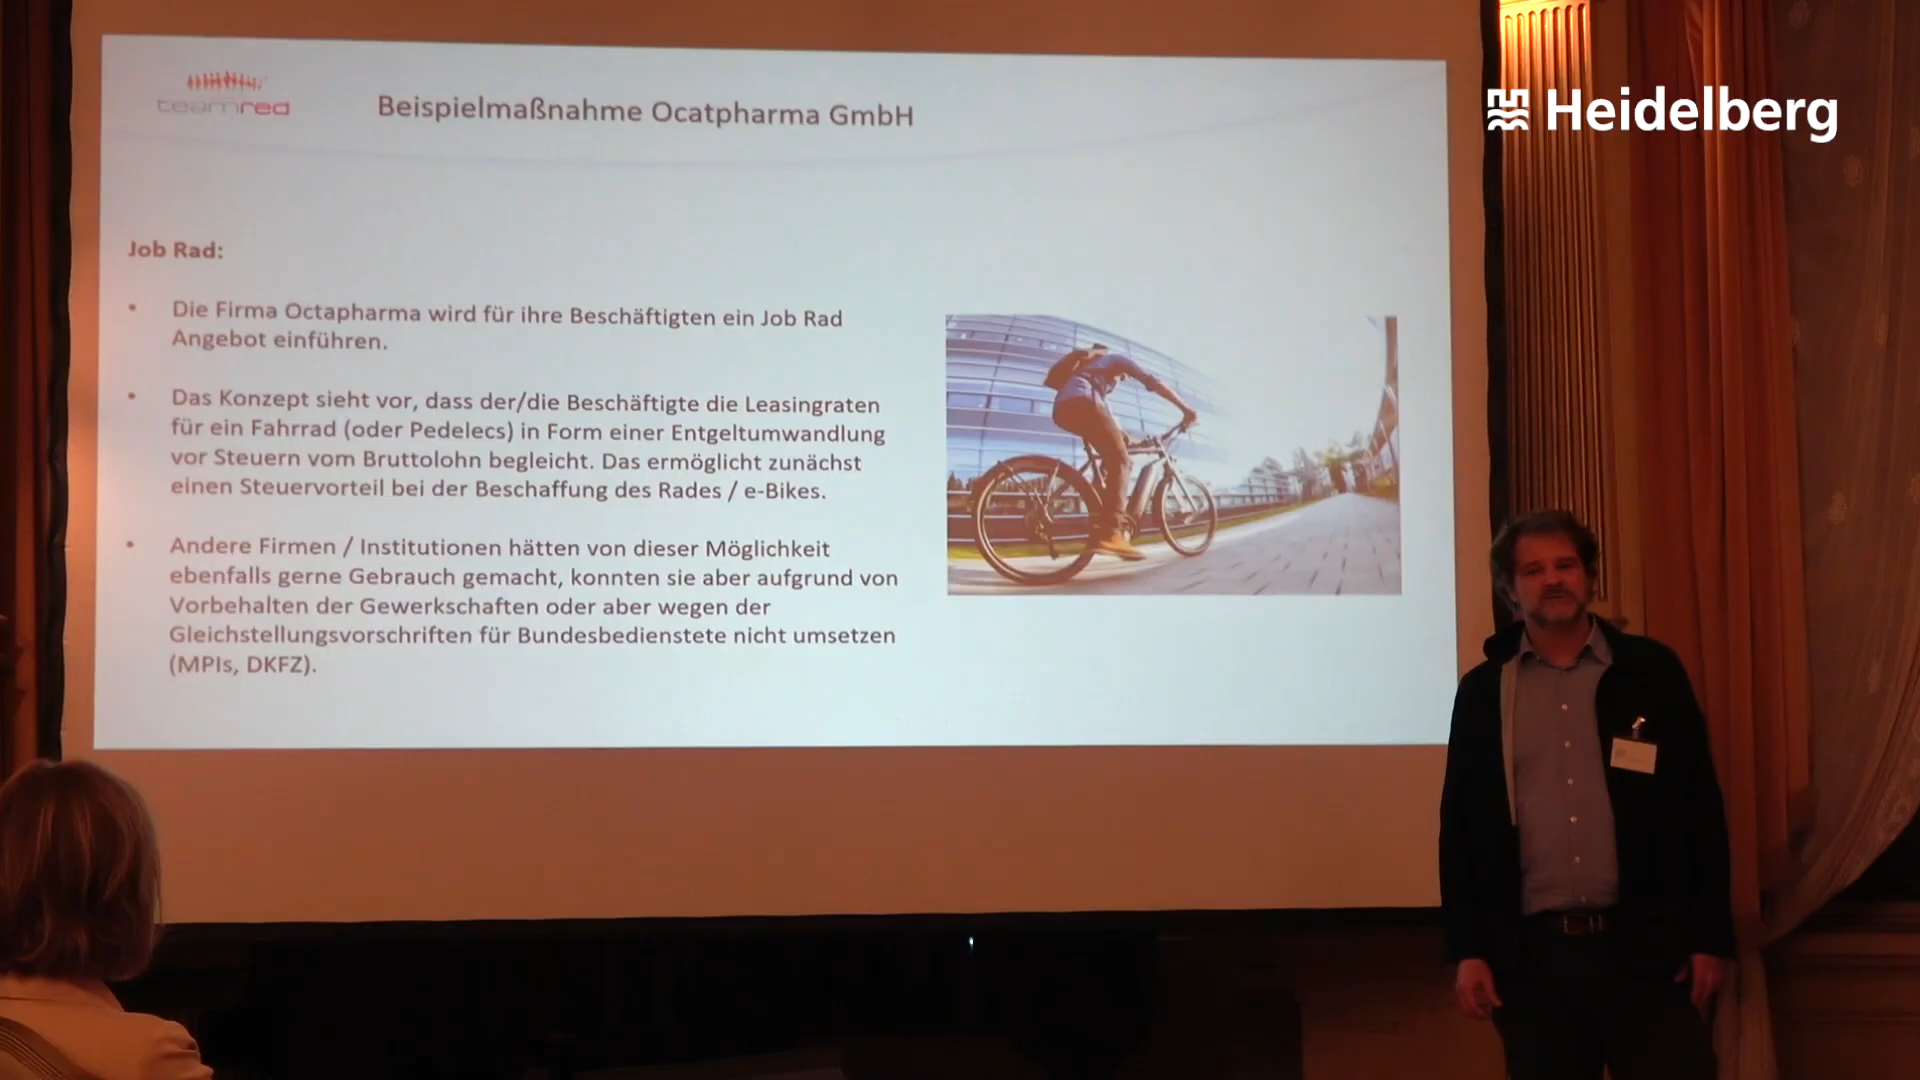 teamred
Beispielmaßnahme Ocatpharma GmbH
Heidelberg
Job Rad:
• Die Firma Octapharma wird für ihre Beschäftigten ein Job Rad
Angebot einführen.
• Das Konzept sieht vor, dass der/die Beschäftigte die Leasingraten
für ein Fahrrad (oder Pedelecs) in Form einer Entgeltumwandlung
vor Steuern vom Bruttolohn begleicht. Das ermöglicht zunächst
einen Steuervorteil bei der Beschaffung des Rades / e-Bikes.
• Andere Firmen / Institutionen hätten von dieser Möglichkeit
ebenfalls gerne Gebrauch gemacht, konnten sie aber aufgrund von
Vorbehalten der Gewerkschaften oder aber wegen der
Gleichstellungsvorschriften für Bundesbedienstete nicht umsetzen
(MPIs, DKFZ).